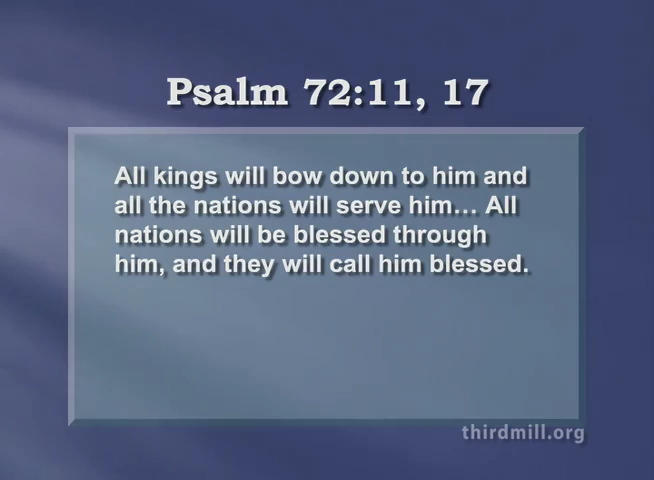 Psalm 72:11, 17
All kings will bow down to him and
all the nations will serve him… All
nations will be blessed through
him, and they will call him blessed.
thirdmill.org